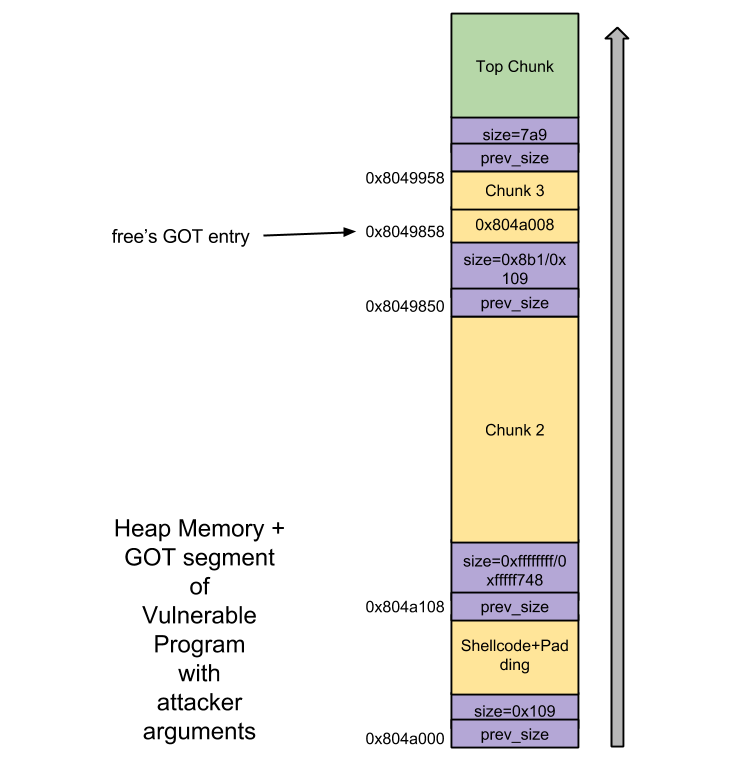 Top Chunk
size=7a9
prev_size
0x8049958
Chunk 3
free's GOT entry
0x8049858
0x804a008
size=0x8b1/0x
109
0x8049850
prev_size
Chunk 2
Heap Memory +
GOT segment
of
Vulnerable
Program
with
attacker
arguments
size=0xffffffff/0
xfffff748
0x804a108
prev_size
Shellcode+Pad
ding
size=0x109
0x804a000
prev_size